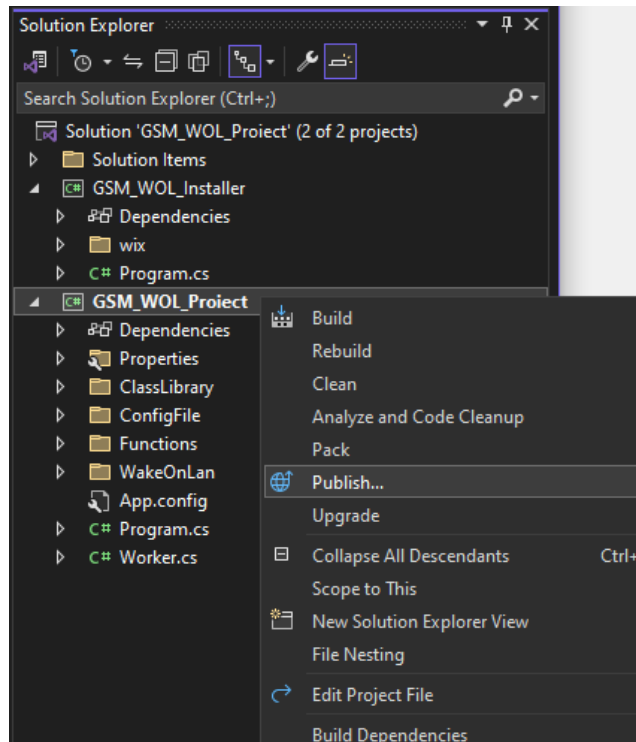 Solution Explorer
Search Solution Explorer (Ctrl+;)
Solution 'GSM_WOL_Proiect' (2 of 2 projects)
Solution Items
C# GSM_WOL_Installer
Dependencies
wix
C# Program.cs
C# GSM_WOL_Proiect
Dependencies
Properties
ClassLibrary
ConfigFile
Functions
WakeOnLan
App.config
C# Program.cs
C# Worker.cs
Build
Rebuild
Clean
Analyze and Code Cleanup
Pack
Publish...
Upgrade
Collapse All Descendants Ctrl+
Scope to This
New Solution Explorer View
File Nesting
Edit Project File
Build Dependencies